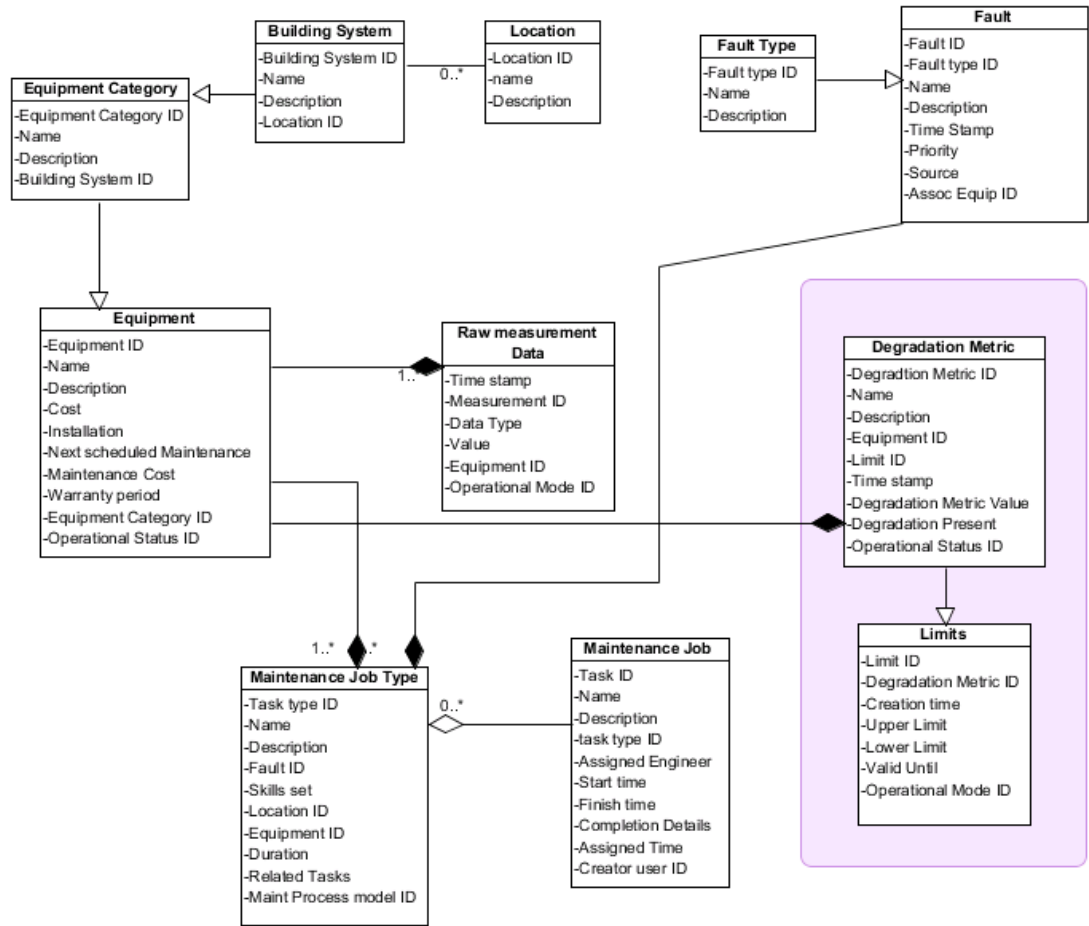 Building System
-Building System ID
-Name
-Description
-Location ID
0..*
Location
-Location ID
-name
-Description
Fault Type
-Fault type ID
-Name
-Description
Fault
-Fault ID
-Fault type ID
-Name
-Description
-Time Stamp
-Priority
-Source
-Assoc Equip ID
Equipment Category
-Equipment Category ID
-Name
-Description
-Building System ID
Equipment
-Equipment ID
-Name
-Description
-Cost
-Installation
-Next scheduled Maintenance
-Maintenance Cost
-Warranty period
-Equipment Category ID
-Operational Status ID
1..*
Raw measurement
Data
-Time stamp
-Measurement ID
-Data Type
-Value
-Equipment ID
-Operational Mode ID
Degradation Metric
-Degradtion Metric ID
-Name
-Description
-Equipment ID
-Limit ID
-Time stamp
-Degradation Metric Value
-Degradation Present
-Operational Status ID
Limits
-Limit ID
-Degradation Metric ID
-Creation time
-Upper Limit
-Lower Limit
-Valid Until
-Operational Mode ID
1..*
.*
Maintenance Job Type
-Task type ID
-Name
-Description
-Fault ID
-Skills set
-Location ID
-Equipment ID
-Duration
-Related Tasks
-Maint Process model ID
0..*
Maintenance Job
-Task ID
-Name
-Description
-task type ID
-Assigned Engineer
-Start time
-Finish time
-Completion Details
-Assigned Time
-Creator user ID